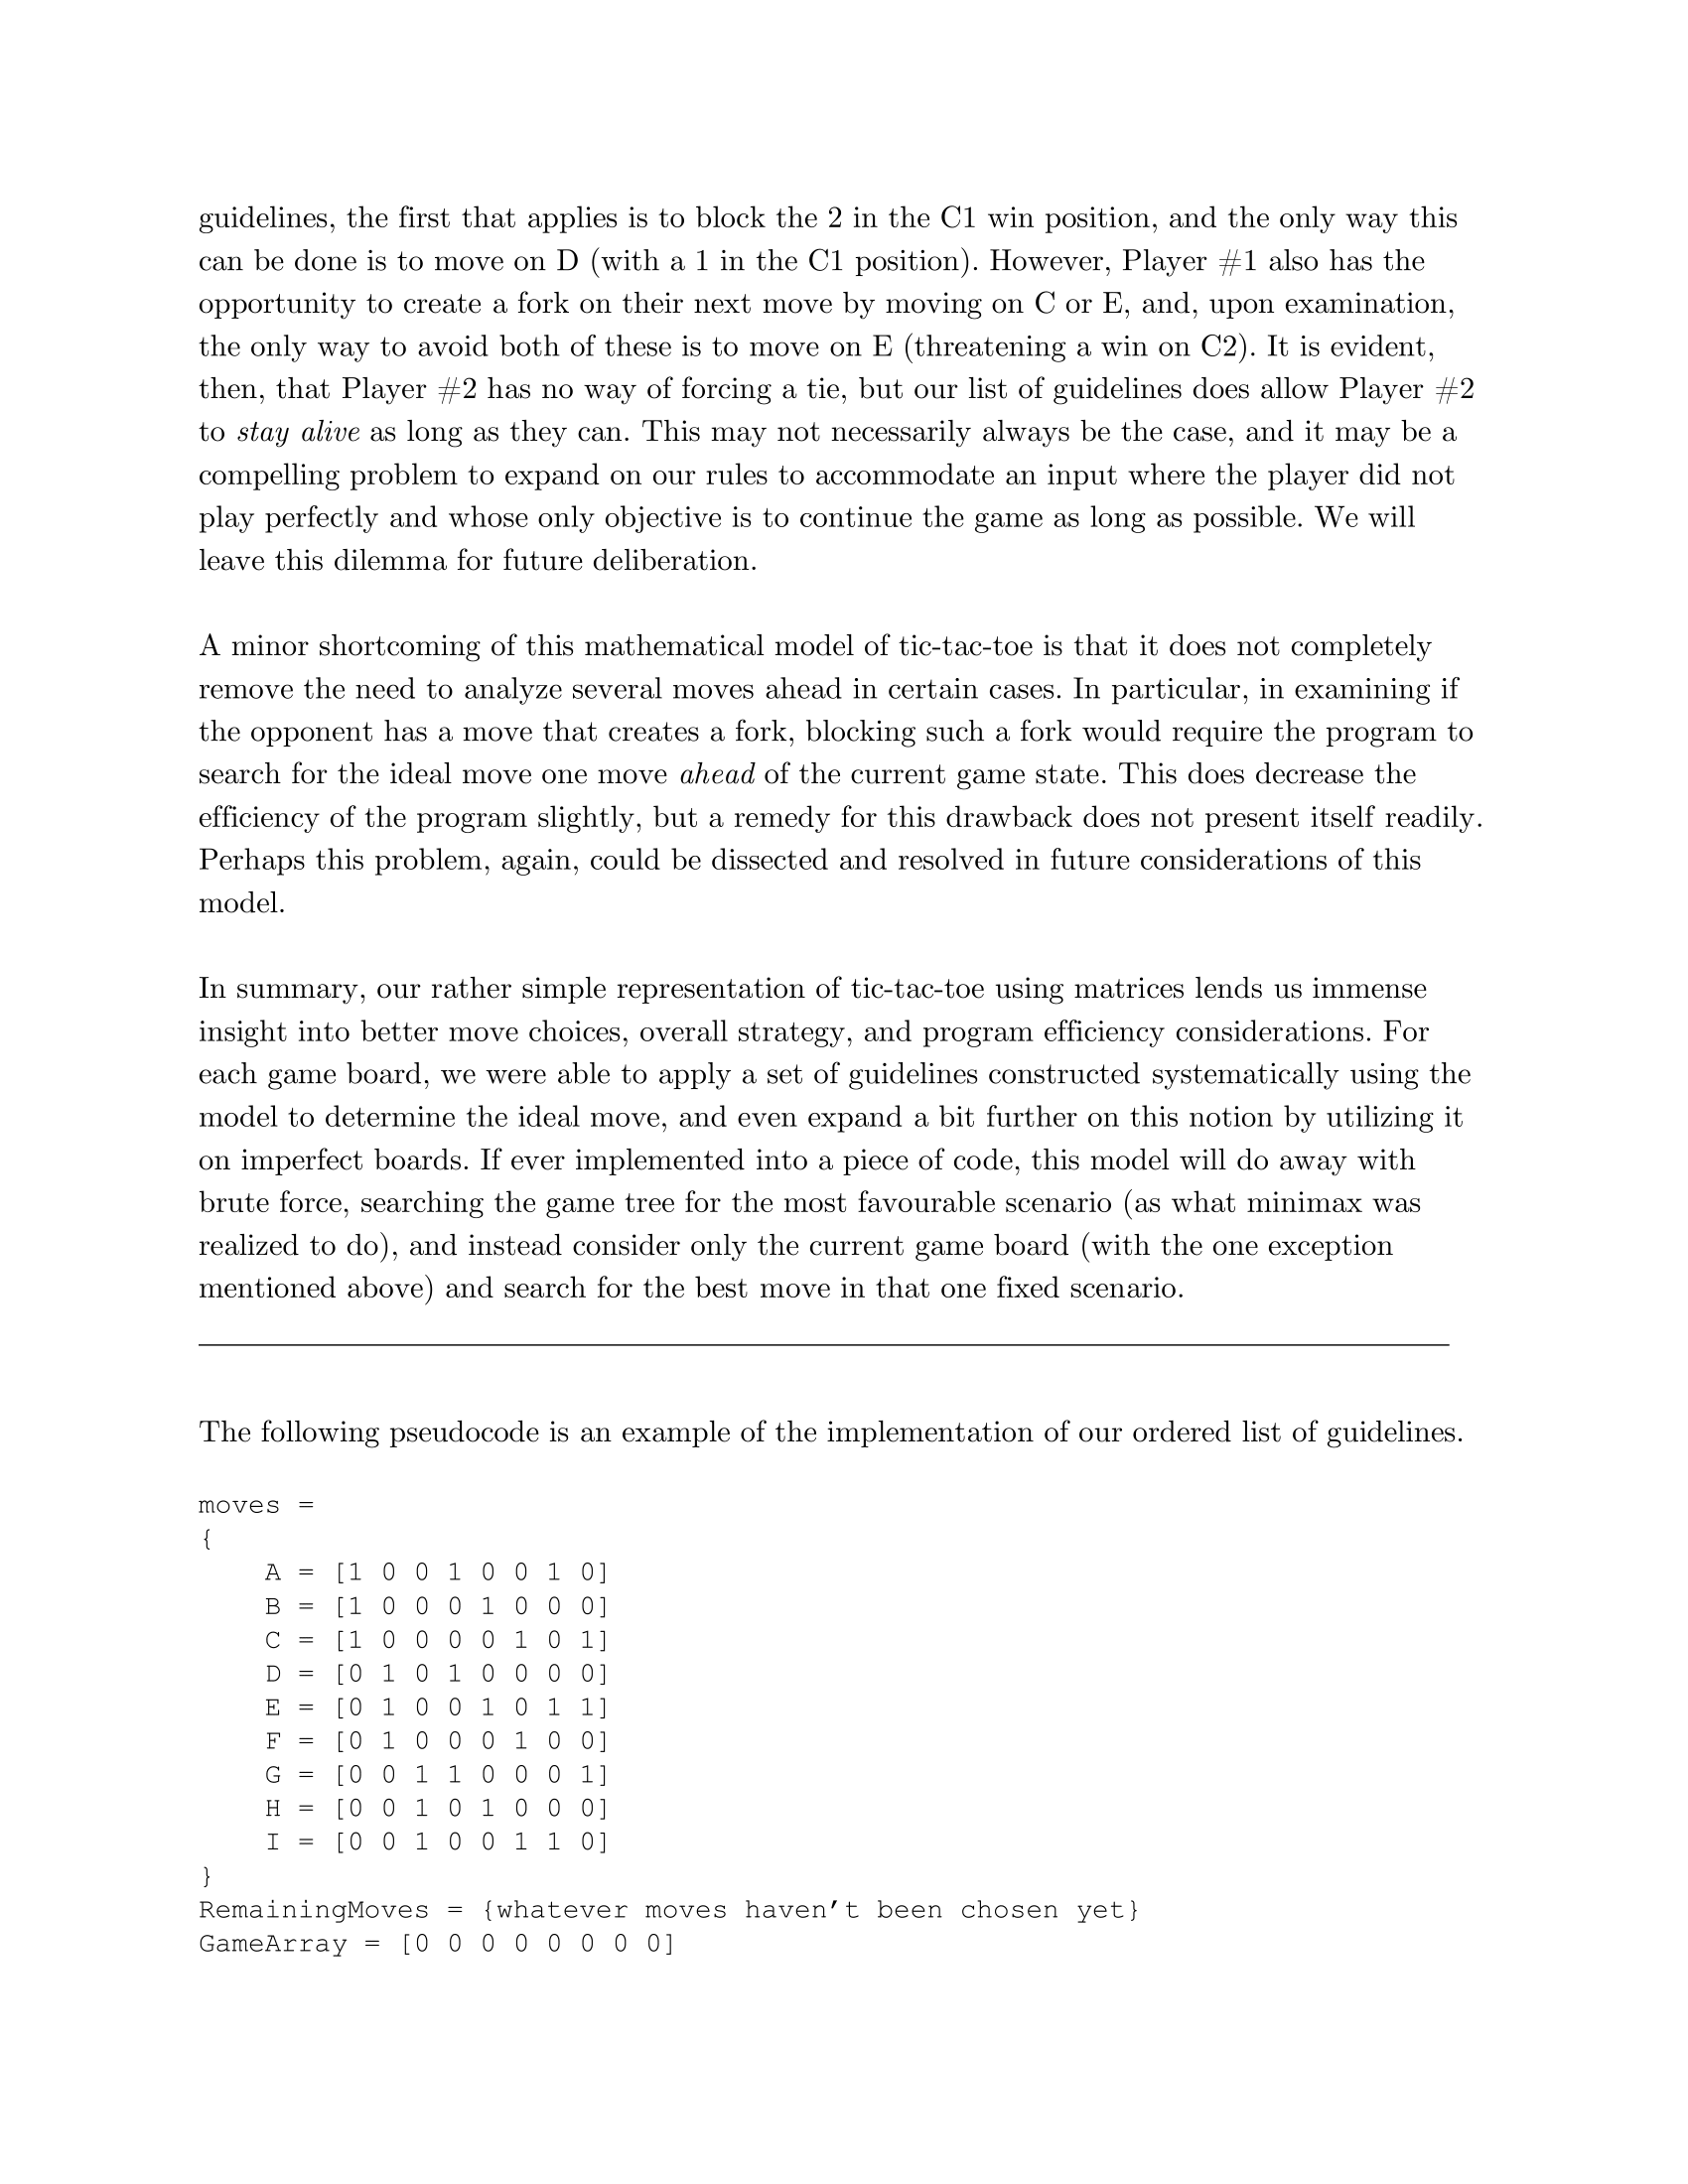 guidelines, the first that applies is to block the 2 in the C1 win position, and the only way this
can be done is to move on D (with a 1 in the C1 position). However, Player #1 also has the
opportunity to create a fork on their next move by moving on C or E, and, upon examination,
the only way to avoid both of these is to move on E (threatening a win on C2). It is evident,
then, that Player #2 has no way of forcing a tie, but our list of guidelines does allow Player #2
to stay alive as long as they can. This may not necessarily always be the case, and it may be a
compelling problem to expand on our rules to accommodate an input where the player did not
play perfectly and whose only objective is to continue the game as long as possible. We will
leave this dilemma for future deliberation.
A minor shortcoming of this mathematical model of tic-tac-toe is that it does not completely
remove the need to analyze several moves ahead in certain cases. In particular, in examining if
the opponent has a move that creates a fork, blocking such a fork would require the program to
search for the ideal move one move ahead of the current game state. This does decrease the
efficiency of the program slightly, but a remedy for this drawback does not present itself readily.
Perhaps this problem, again, could be dissected and resolved in future considerations of this
model.
In summary, our rather simple representation of tic-tac-toe using matrices lends us immense
insight into better move choices, overall strategy, and program efficiency considerations. For
each game board, we were able to apply a set of guidelines constructed systematically using the
model to determine the ideal move, and even expand a bit further on this notion by utilizing it
on imperfect boards. If ever implemented into a piece of code, this model will do away with
brute force, searching the game tree for the most favourable scenario (as what minimax was
realized to do), and instead consider only the current game board (with the one exception
mentioned above) and search for the best move in that one fixed scenario.
The following pseudocode is an example of the implementation of our ordered list of guidelines.
moves =
{
A = [1 0 0 1 0 0 1 0]
B = [1 0 0 0 1 0 0 0]
C = [1 0 0 0 0 1 0 1]
D = [0 1 0 1 0 0 0 0]
E = [0 1 0 0 1 0 1 1]
F = [0 1 0 0 0 1 0 0]
G = [0 0 1 1 0 0 0 1]
H = [0 0 1 0 1 0 0 0]
I = [0 0 1 0 0 1 1 0]
}
RemainingMoves = {whatever moves haven't been chosen yet}
GameArray = [0 0 0 0 0 0 0 0]